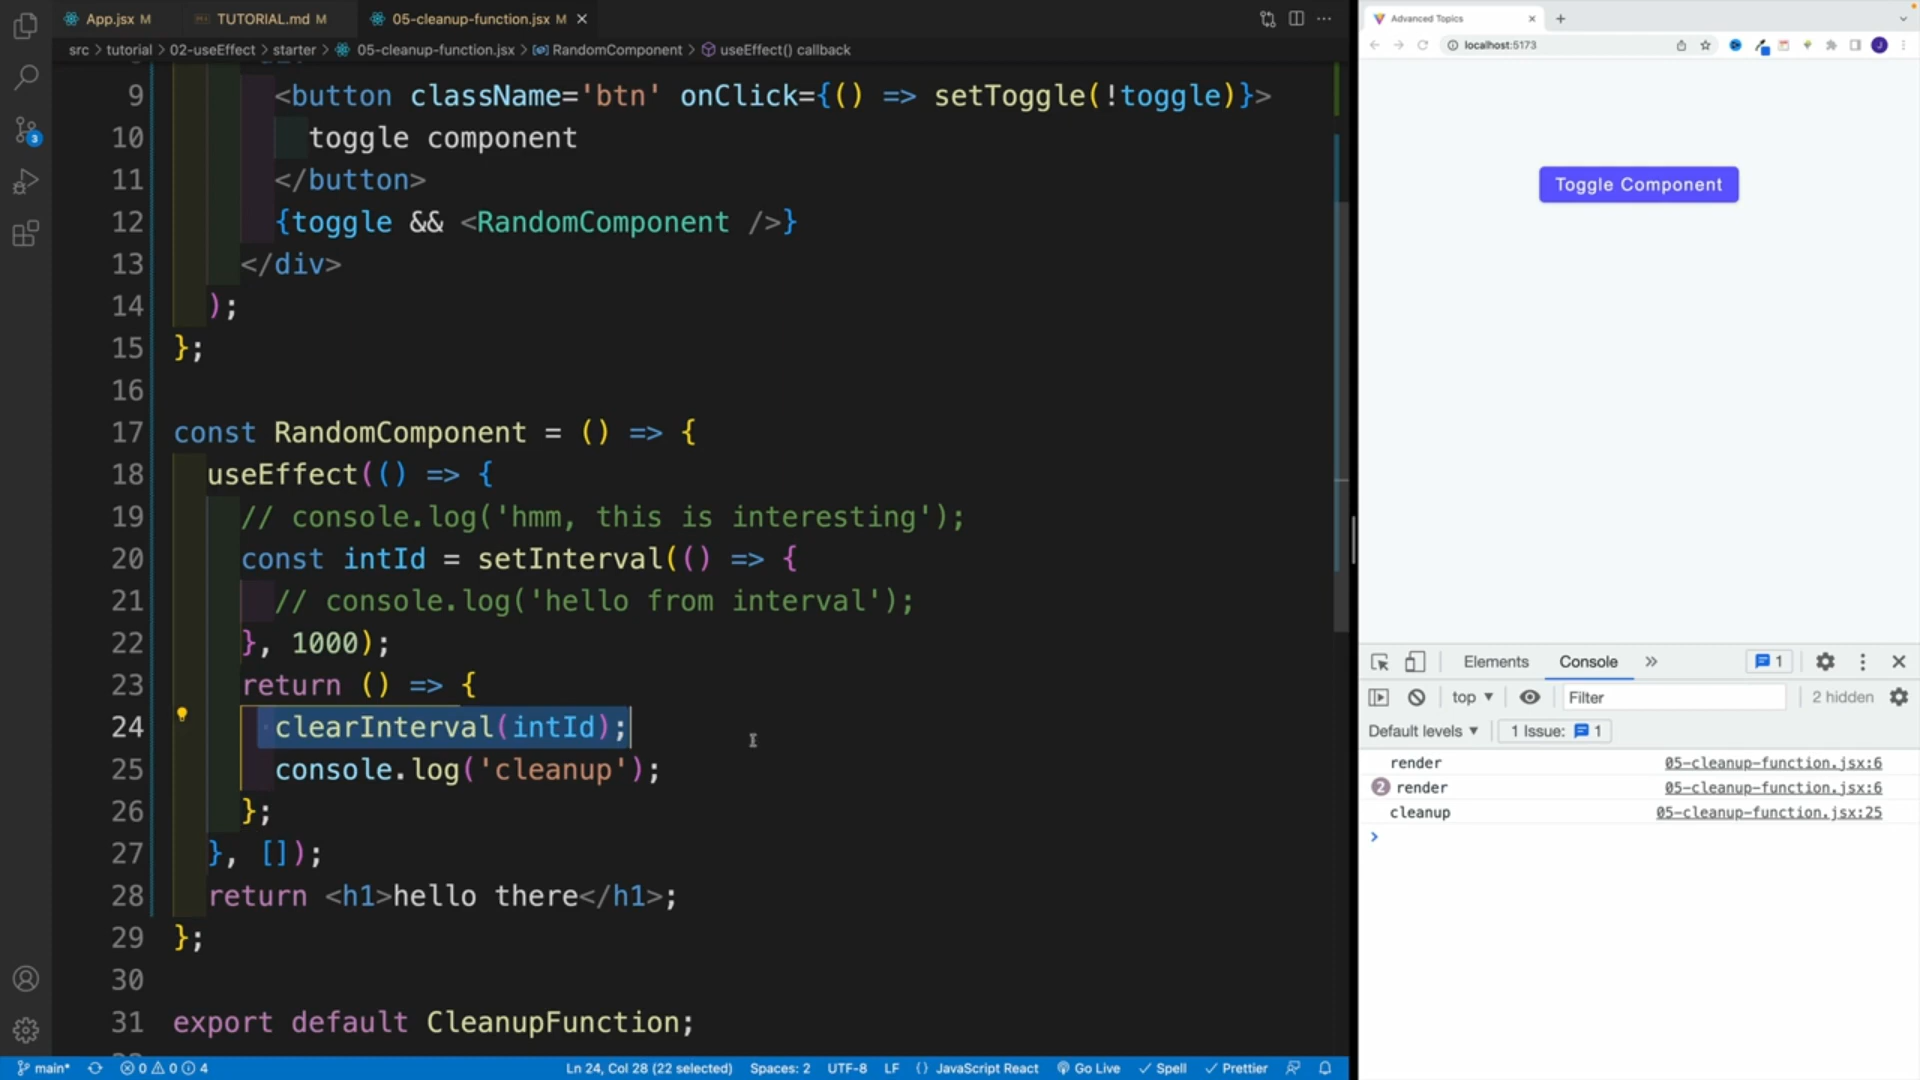 App.jsx M
TUTORIAL.md M
05-cleanup-function.jsx M
src > tutorial > 02-useEffect > starter > 05-cleanup-function.jsx > RandomComponent > useEffect() callback
9 <button className='btn' onClick={() => setToggle(!toggle)}>
10 toggle component
11 </button>
12 {toggle && <RandomComponent />}
13 </div>
14 );
15 };
16
17 const RandomComponent = () => {
18 useEffect(() => {
19 // console.log('hmm, this is interesting');
20 const intId = setInterval(() => {
21 // console.log('hello from interval');
22 }, 1000);
23 return () => {
24 clearInterval(intId);
25 console.log('cleanup');
26 };
27 }, []);
28 return <h1>hello there</h1>;
29 };
30
31 export default CleanupFunction;
3
main* 0 0 4
Ln 24, Col 28 (22 selected) Spaces: 2 UTF-8 LF {} JavaScript React Go Live Spell Prettier
Advanced Topics
localhost:5173
J
Toggle Component
Elements Console » 1
top Filter 2 hidden
Default levels 1 Issue: 1
render 05-cleanup-function.jsx:6
2 render 05-cleanup-function.jsx:6
cleanup 05-cleanup-function.jsx:25
>